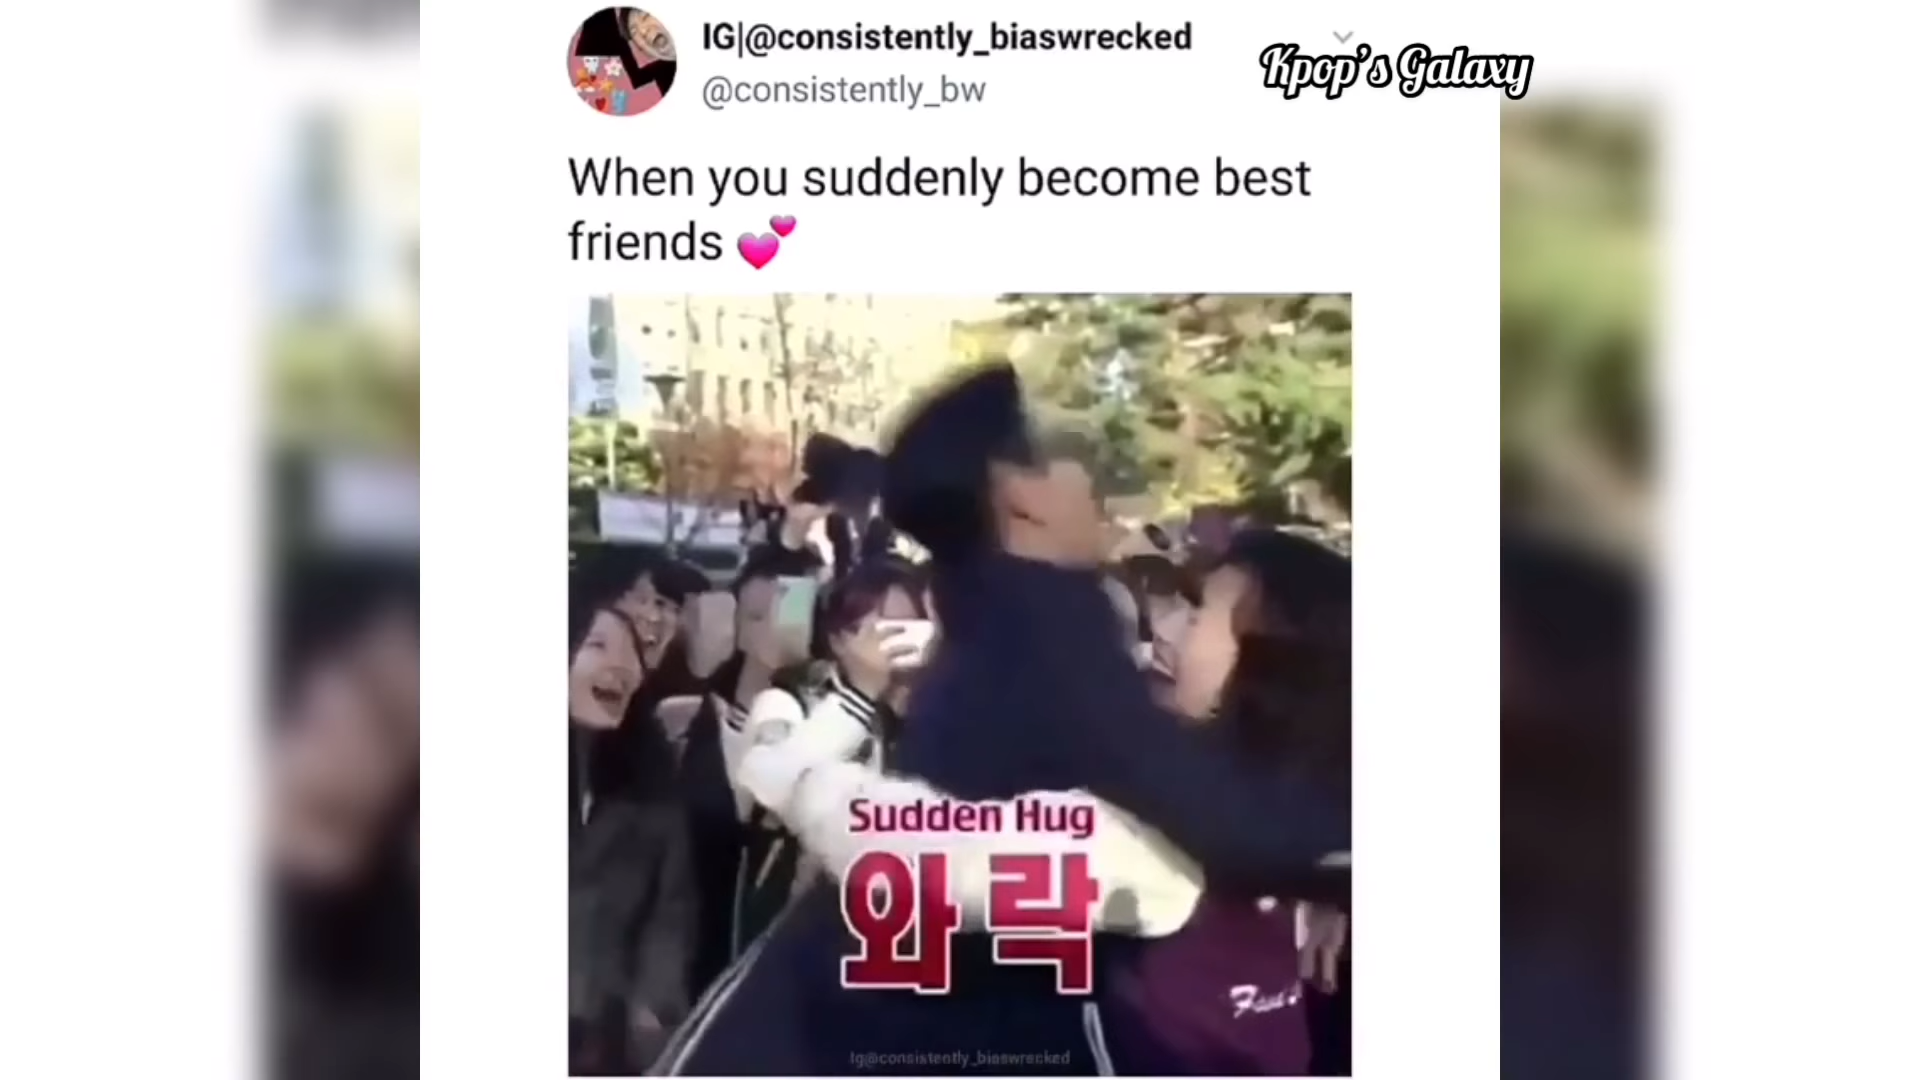 IG|@consistently_biaswrecked
@consistently_bw
Kpop's Galaxy
When you suddenly become best
friends 💕
Sudden Hug
와락
Ig@consistently_biaswrecked